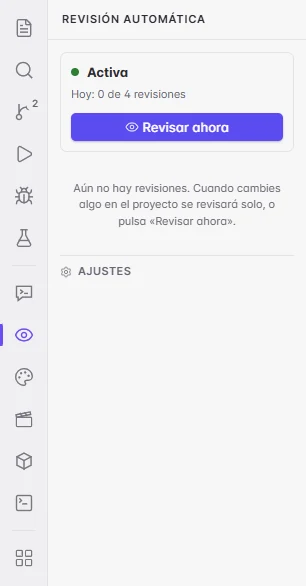 REVISIÓN AUTOMÁTICA
2
Activa
Hoy: 0 de 4 revisiones
Revisar ahora
Aún no hay revisiones. Cuando cambies
algo en el proyecto se revisará solo, o
pulsa «Revisar ahora».
AJUSTES